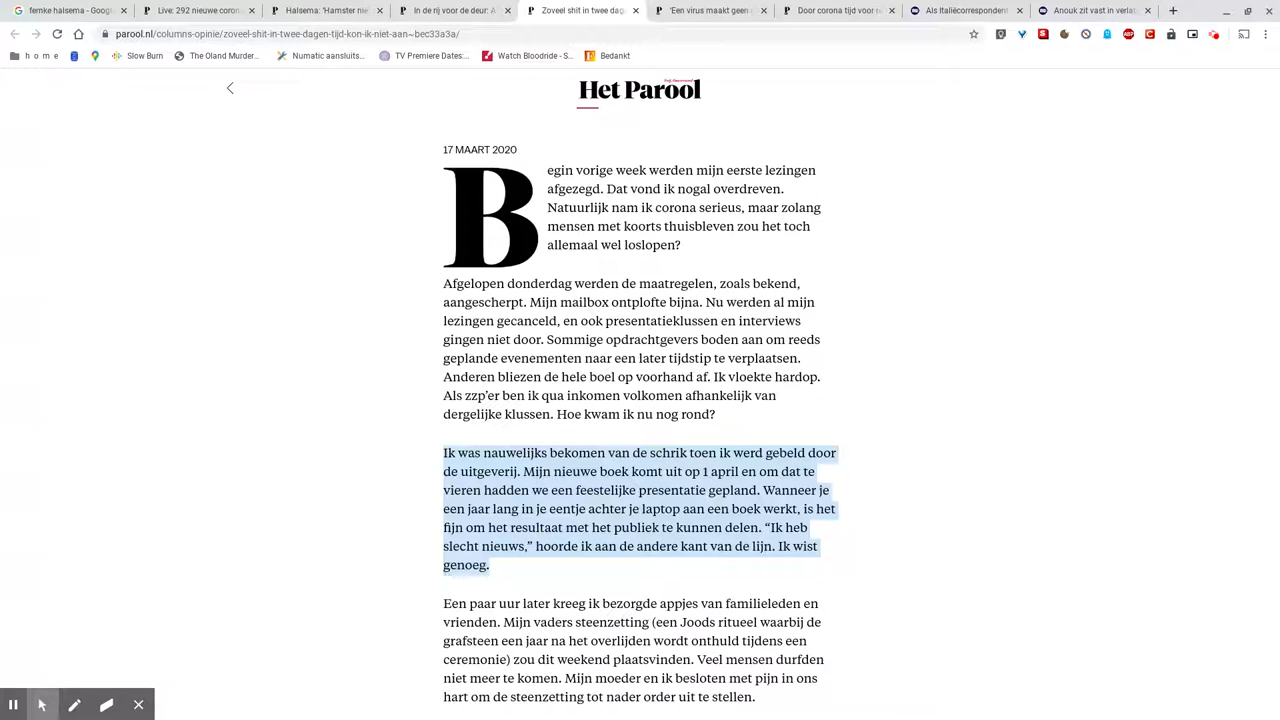 femke halsema - Googl
Live: 292 nieuwe coron
Halsema: 'Hamster nie
In de rij voor de deur: A
Zoveel shit in twee dag
'Een virus maakt geen
Door corona tijd voor r
Als Italiëcorrespondent
Anouk zit vast in verlat
parool.nl/columns-opinie/zoveel-shit-in-twee-dagen-tijd-kon-ik-niet-aan~bec33a3a/
h o m e
Slow Burn
The Oland Murder...
Numatic aansluits...
TV Premiere Dates:...
Watch Bloodride - S...
Bedankt
Het Parool
17 MAART 2020
Begin vorige week werden mijn eerste lezingen
afgezegd. Dat vond ik nogal overdreven.
Natuurlijk nam ik corona serieus, maar zolang
mensen met koorts thuisbleven zou het toch
allemaal wel loslopen?
Afgelopen donderdag werden de maatregelen, zoals bekend,
aangescherpt. Mijn mailbox ontplofte bijna. Nu werden al mijn
lezingen gecanceld, en ook presentatieklussen en interviews
gingen niet door. Sommige opdrachtgevers boden aan om reeds
geplande evenementen naar een later tijdstip te verplaatsen.
Anderen bliezen de hele boel op voorhand af. Ik vloekte hardop.
Als zzp'er ben ik qua inkomen volkomen afhankelijk van
dergelijke klussen. Hoe kwam ik nu nog rond?
Ik was nauwelijks bekomen van de schrik toen ik werd gebeld door
de uitgeverij. Mijn nieuwe boek komt uit op 1 april en om dat te
vieren hadden we een feestelijke presentatie gepland. Wanneer je
een jaar lang in je eentje achter je laptop aan een boek werkt, is het
fijn om het resultaat met het publiek te kunnen delen. “Ik heb
slecht nieuws,” hoorde ik aan de andere kant van de lijn. Ik wist
genoeg.
Een paar uur later kreeg ik bezorgde appjes van familieleden en
vrienden. Mijn vaders steenzetting (een Joods ritueel waarbij de
grafsteen een jaar na het overlijden wordt onthuld tijdens een
ceremonie) zou dit weekend plaatsvinden. Veel mensen durfden
niet meer te komen. Mijn moeder en ik besloten met pijn in ons
hart om de steenzetting tot nader order uit te stellen.